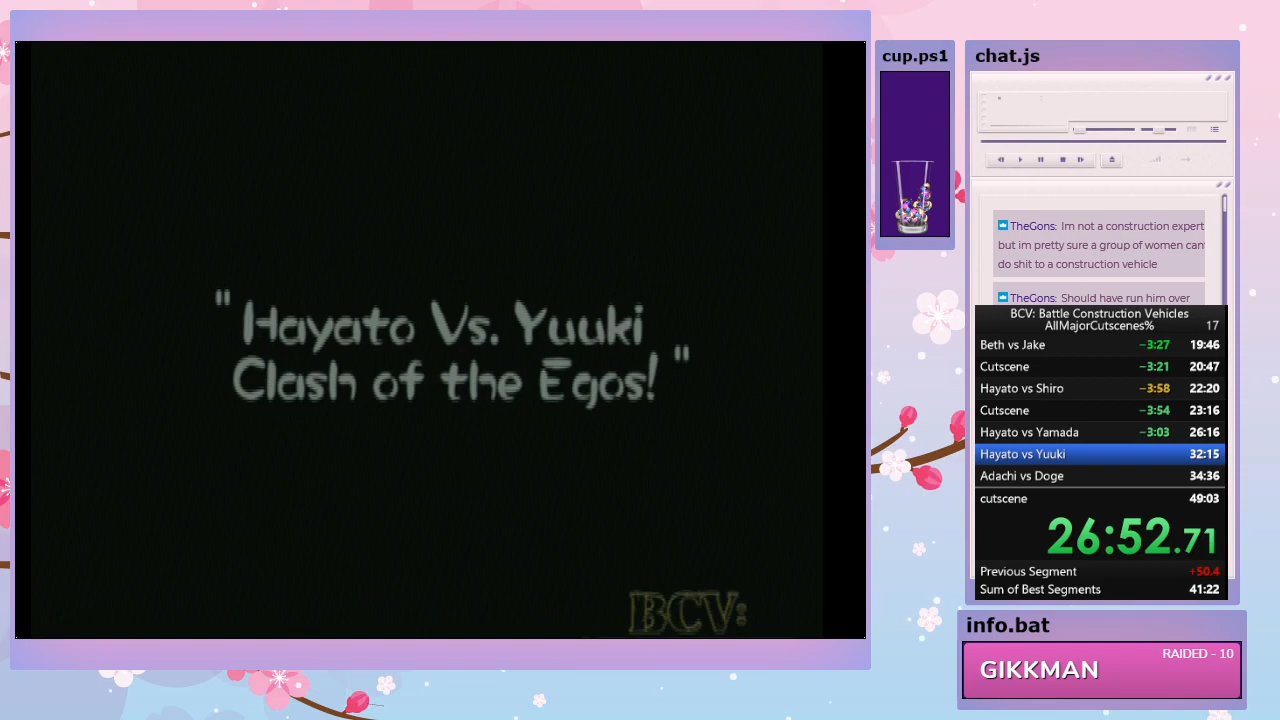 cup.ps1
chat.js
" Hayato Vs. Yuuki
Clash of the Egos! "
BCV:
TheGons: Im not a construction expert
but im pretty sure a group of women can
do shit to a construction vehicle
TheGons: Should have run him over
BCV: Battle Construction Vehicles
AllMajorCutscenes% 17
Beth vs Jake −3:27 19:46
Cutscene −3:21 20:47
Hayato vs Shiro −3:58 22:20
Cutscene −3:54 23:16
Hayato vs Yamada −3:03 26:16
Hayato vs Yuuki 32:15
Adachi vs Doge 34:36
cutscene 49:03
26:52.71
Previous Segment +50.4
Sum of Best Segments 41:22
info.bat
RAIDED - 10
GIKKMAN